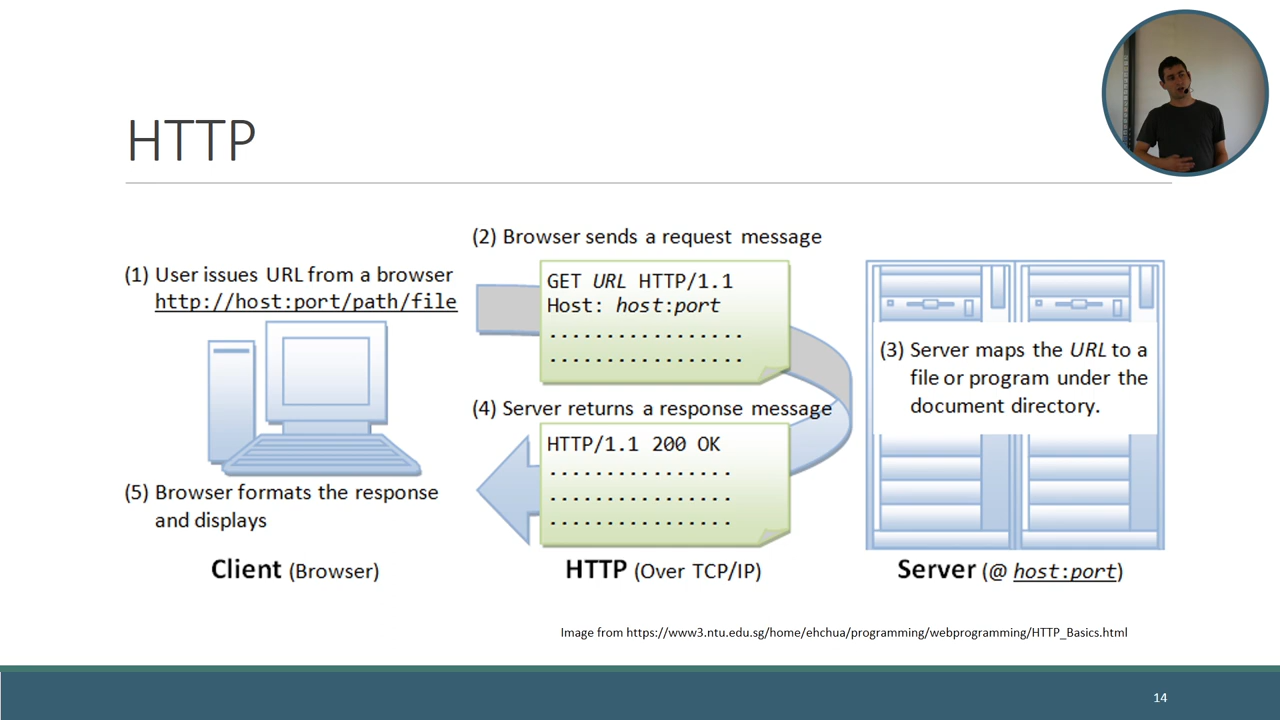 HTTP
(1) User issues URL from a browser
http://host:port/path/file
(2) Browser sends a request message
GET URL HTTP/1.1
Host: host:port
..................
..................
(3) Server maps the URL to a
file or program under the
document directory.
(4) Server returns a response message
HTTP/1.1 200 OK
.................
.................
.................
(5) Browser formats the response
and displays
Client (Browser)
HTTP (Over TCP/IP)
Server (@ host:port)
Image from https://www3.ntu.edu.sg/home/ehchua/programming/webprogramming/HTTP_Basics.html
14